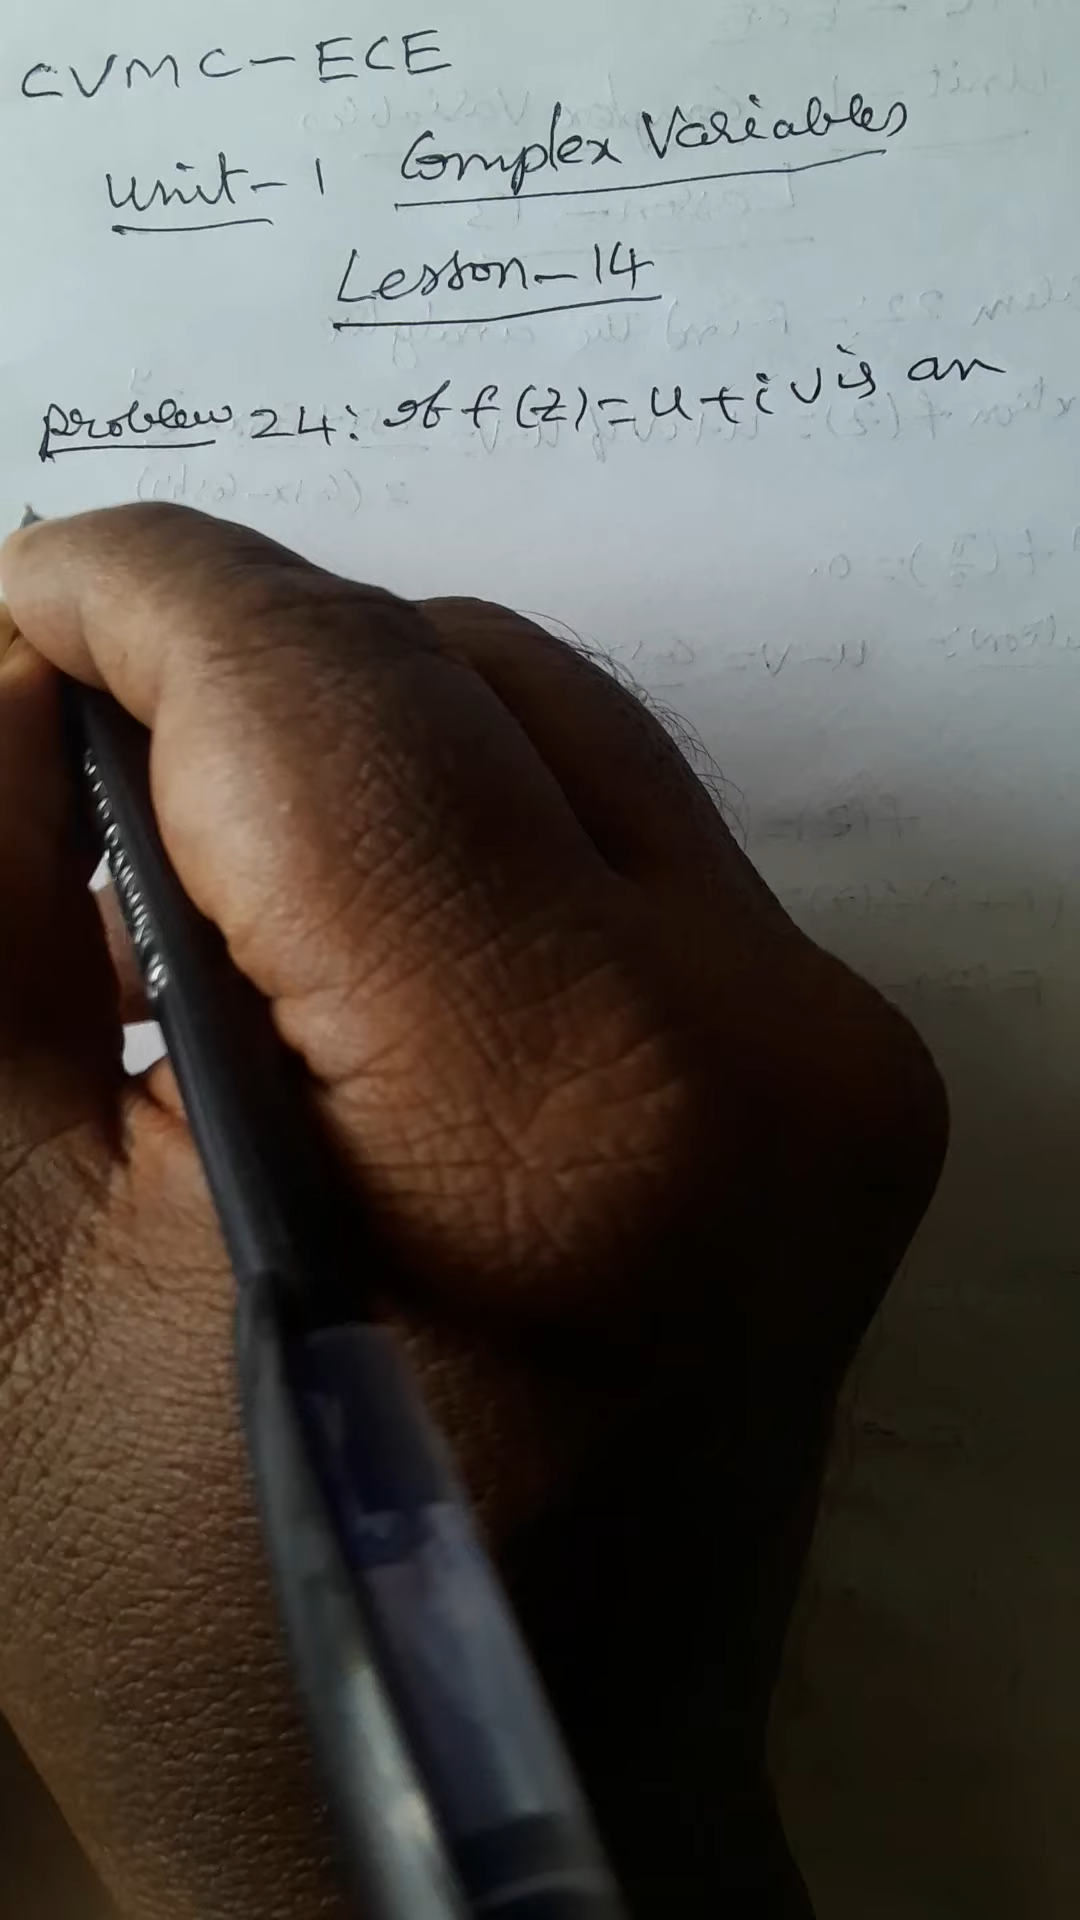 CVMC-ECE
Unit-1 Complex Variables
Lesson-14
Problem 24: If f(z)=u+iv is an